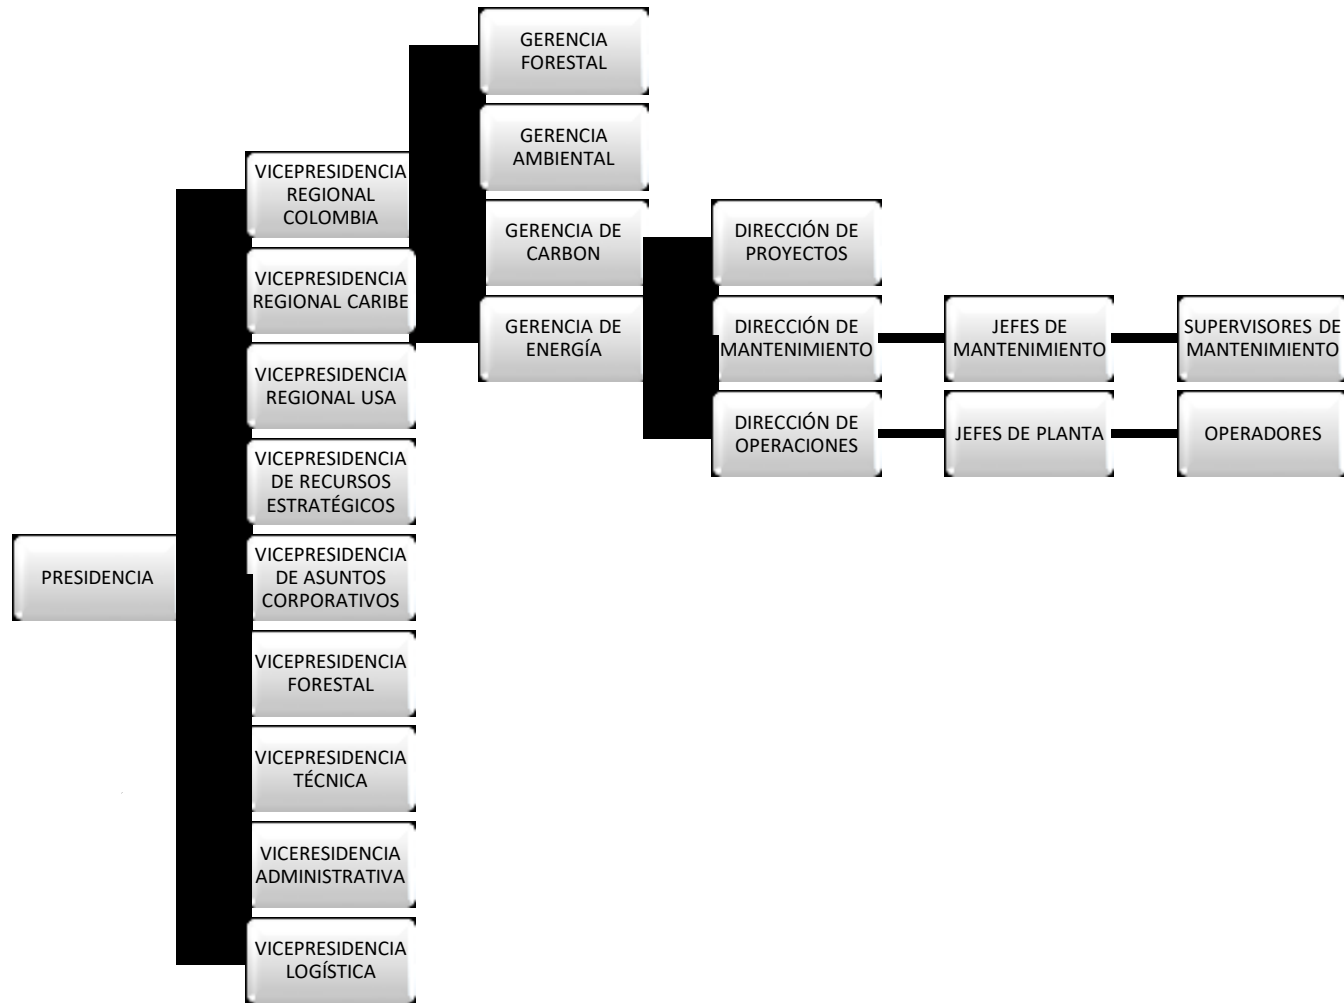 GERENCIA
FORESTAL
GERENCIA
AMBIENTAL
VICEPRESIDENCIA
REGIONAL
COLOMBIA
GERENCIA DE
CARBON
DIRECCIÓN DE
PROYECTOS
VICEPRESIDENCIA
REGIONAL CARIBE
GERENCIA DE
ENERGÍA
DIRECCIÓN DE
MANTENIMIENTO
JEFES DE
MANTENIMIENTO
SUPERVISORES DE
MANTENIMIENTO
VICEPRESIDENCIA
REGIONAL USA
DIRECCIÓN DE
OPERACIONES
JEFES DE PLANTA
OPERADORES
VICEPRESIDENCIA
DE RECURSOS
ESTRATÉGICOS
PRESIDENCIA
VICEPRESIDENCIA
DE ASUNTOS
CORPORATIVOS
VICEPRESIDENCIA
FORESTAL
VICEPRESIDENCIA
TÉCNICA
VICERESIDENCIA
ADMINISTRATIVA
VICEPRESIDENCIA
LOGÍSTICA